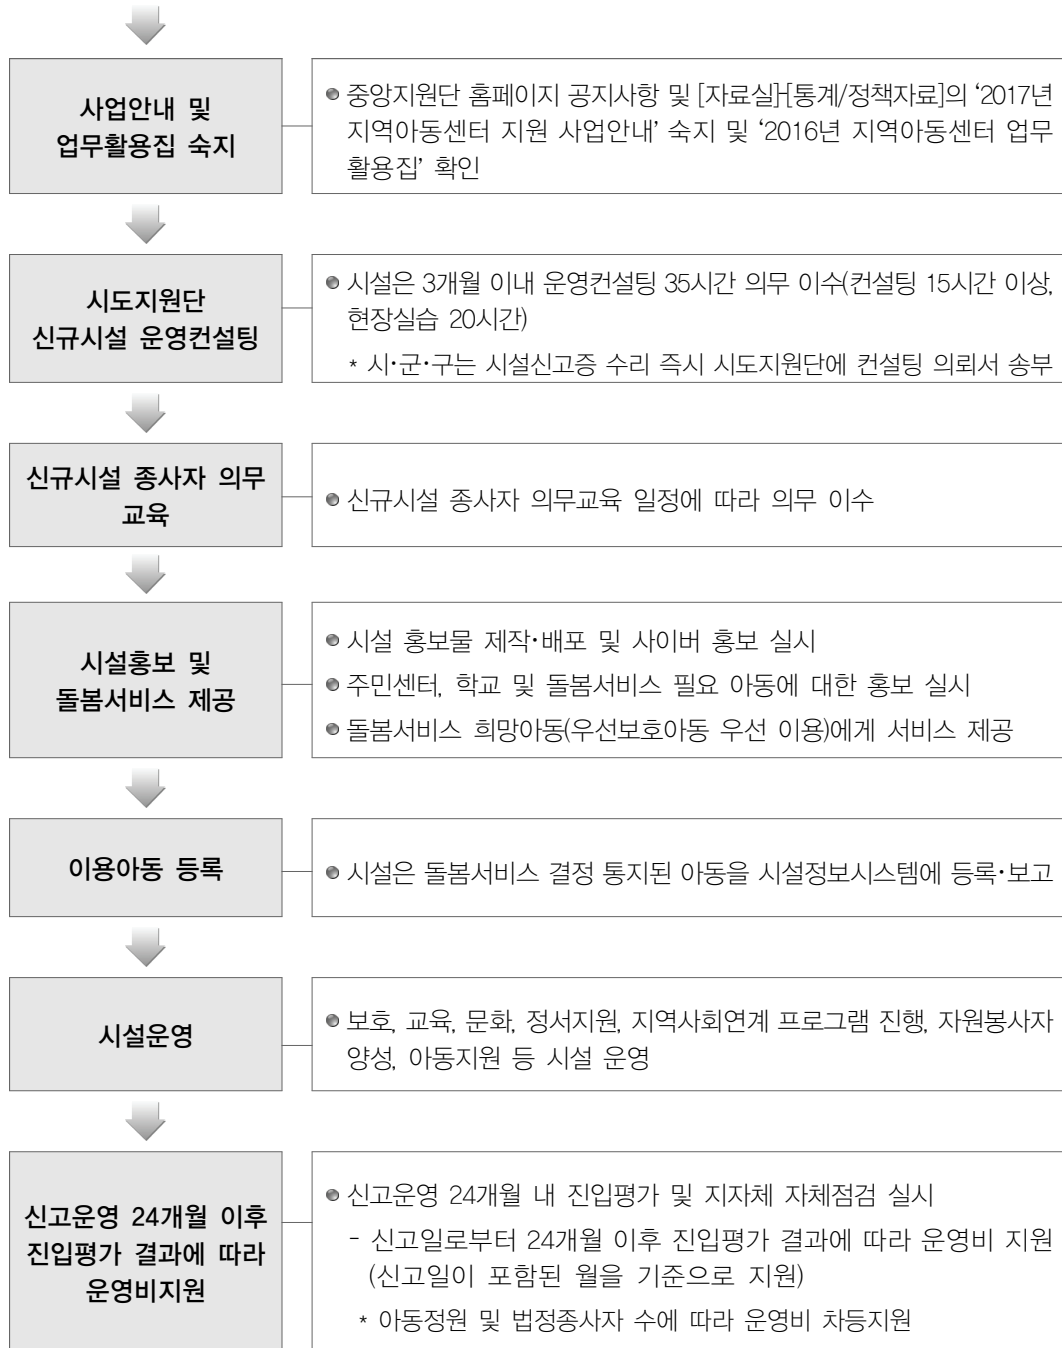 사업안내 및
업무활용집 숙지
● 중앙지원단 홈페이지 공지사항 및 [자료실]-[통계/정책자료]의 ‘2017년
지역아동센터 지원 사업안내’ 숙지 및 ‘2016년 지역아동센터 업무
활용집’ 확인
시도지원단
신규시설 운영컨설팅
● 시설은 3개월 이내 운영컨설팅 35시간 의무 이수(컨설팅 15시간 이상,
현장실습 20시간)
* 시·군·구는 시설신고증 수리 즉시 시도지원단에 컨설팅 의뢰서 송부
신규시설 종사자 의무
교육
● 신규시설 종사자 의무교육 일정에 따라 의무 이수
시설홍보 및
돌봄서비스 제공
● 시설 홍보물 제작·배포 및 사이버 홍보 실시
● 주민센터, 학교 및 돌봄서비스 필요 아동에 대한 홍보 실시
● 돌봄서비스 희망아동(우선보호아동 우선 이용)에게 서비스 제공
이용아동 등록
● 시설은 돌봄서비스 결정 통지된 아동을 시설정보시스템에 등록·보고
시설운영
● 보호, 교육, 문화, 정서지원, 지역사회연계 프로그램 진행, 자원봉사자
양성, 아동지원 등 시설 운영
신고운영 24개월 이후
진입평가 결과에 따라
운영비지원
● 신고운영 24개월 내 진입평가 및 지자체 자체점검 실시
- 신고일로부터 24개월 이후 진입평가 결과에 따라 운영비 지원
(신고일이 포함된 월을 기준으로 지원)
* 아동정원 및 법정종사자 수에 따라 운영비 차등지원